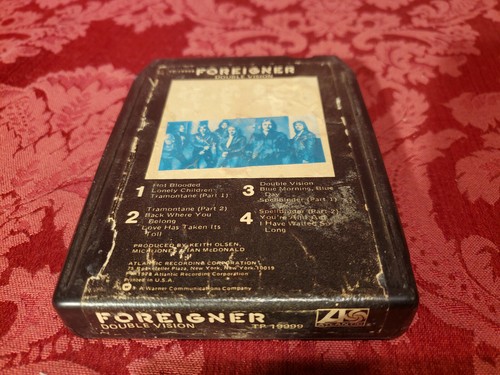 FOREIGNER
DOUBLE VISION
1 Hot Blooded
Lonely Children
Tramontane (Part 1)
2 Tramontane (Part 2)
Back Where You
Belong
Love Has Taken Its
Toll
3 Double Vision
Blue Morning, Blue
Day
Spellbinder (Part 1)
4 Spellbinder (Part 2)
You're All I Am
I Have Waited So
Long
PRODUCED BY KEITH OLSEN,
MICK JONES & IAN McDONALD
ATLANTIC RECORDING CORPORATION
75 Rockefeller Plaza, New York, New York 10019
1978 Atlantic Recording Corporation
Printed in U.S.A.
A Warner Communications Company
FOREIGNER
DOUBLE VISION
TP 19999
ATLANTIC